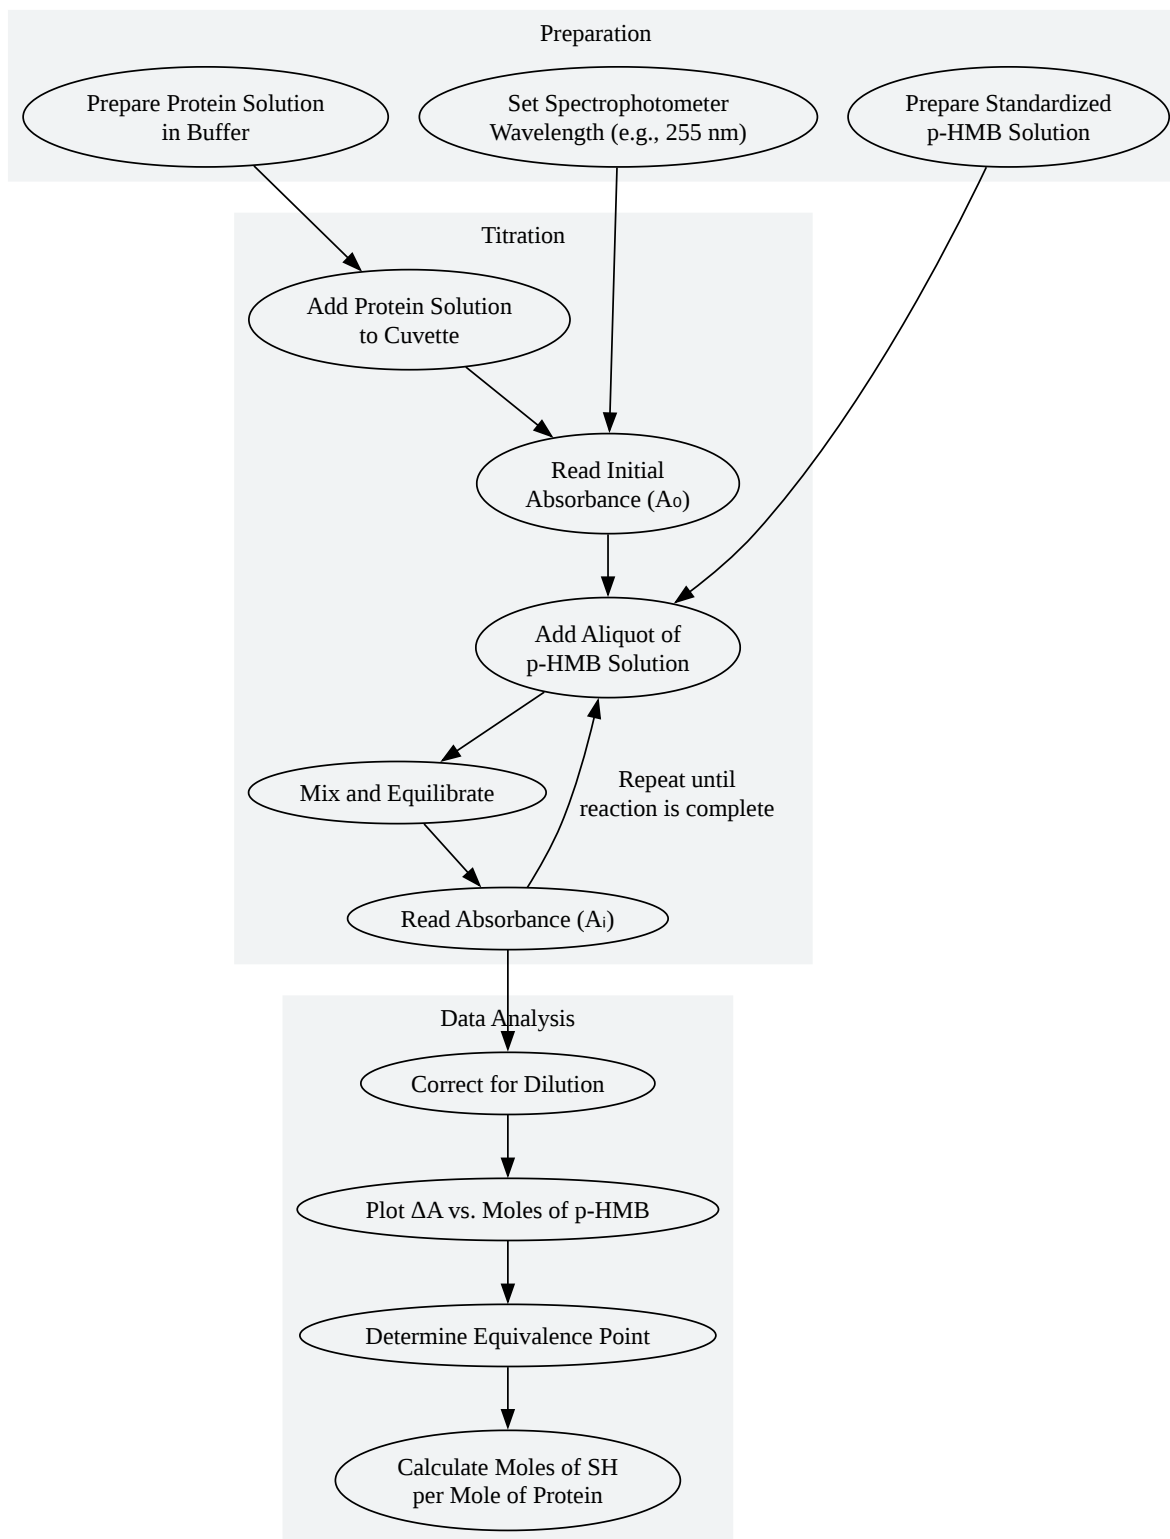 Preparation
Prepare Protein Solution
in Buffer
Set Spectrophotometer
Wavelength (e.g., 255 nm)
Prepare Standardized
p-HMB Solution
Titration
Add Protein Solution
to Cuvette
Read Initial
Absorbance (A₀)
Add Aliquot of
p-HMB Solution
Mix and Equilibrate
Repeat until
reaction is complete
Read Absorbance (Aᵢ)
Data Analysis
Correct for Dilution
Plot ΔA vs. Moles of p-HMB
Determine Equivalence Point
Calculate Moles of SH
per Mole of Protein